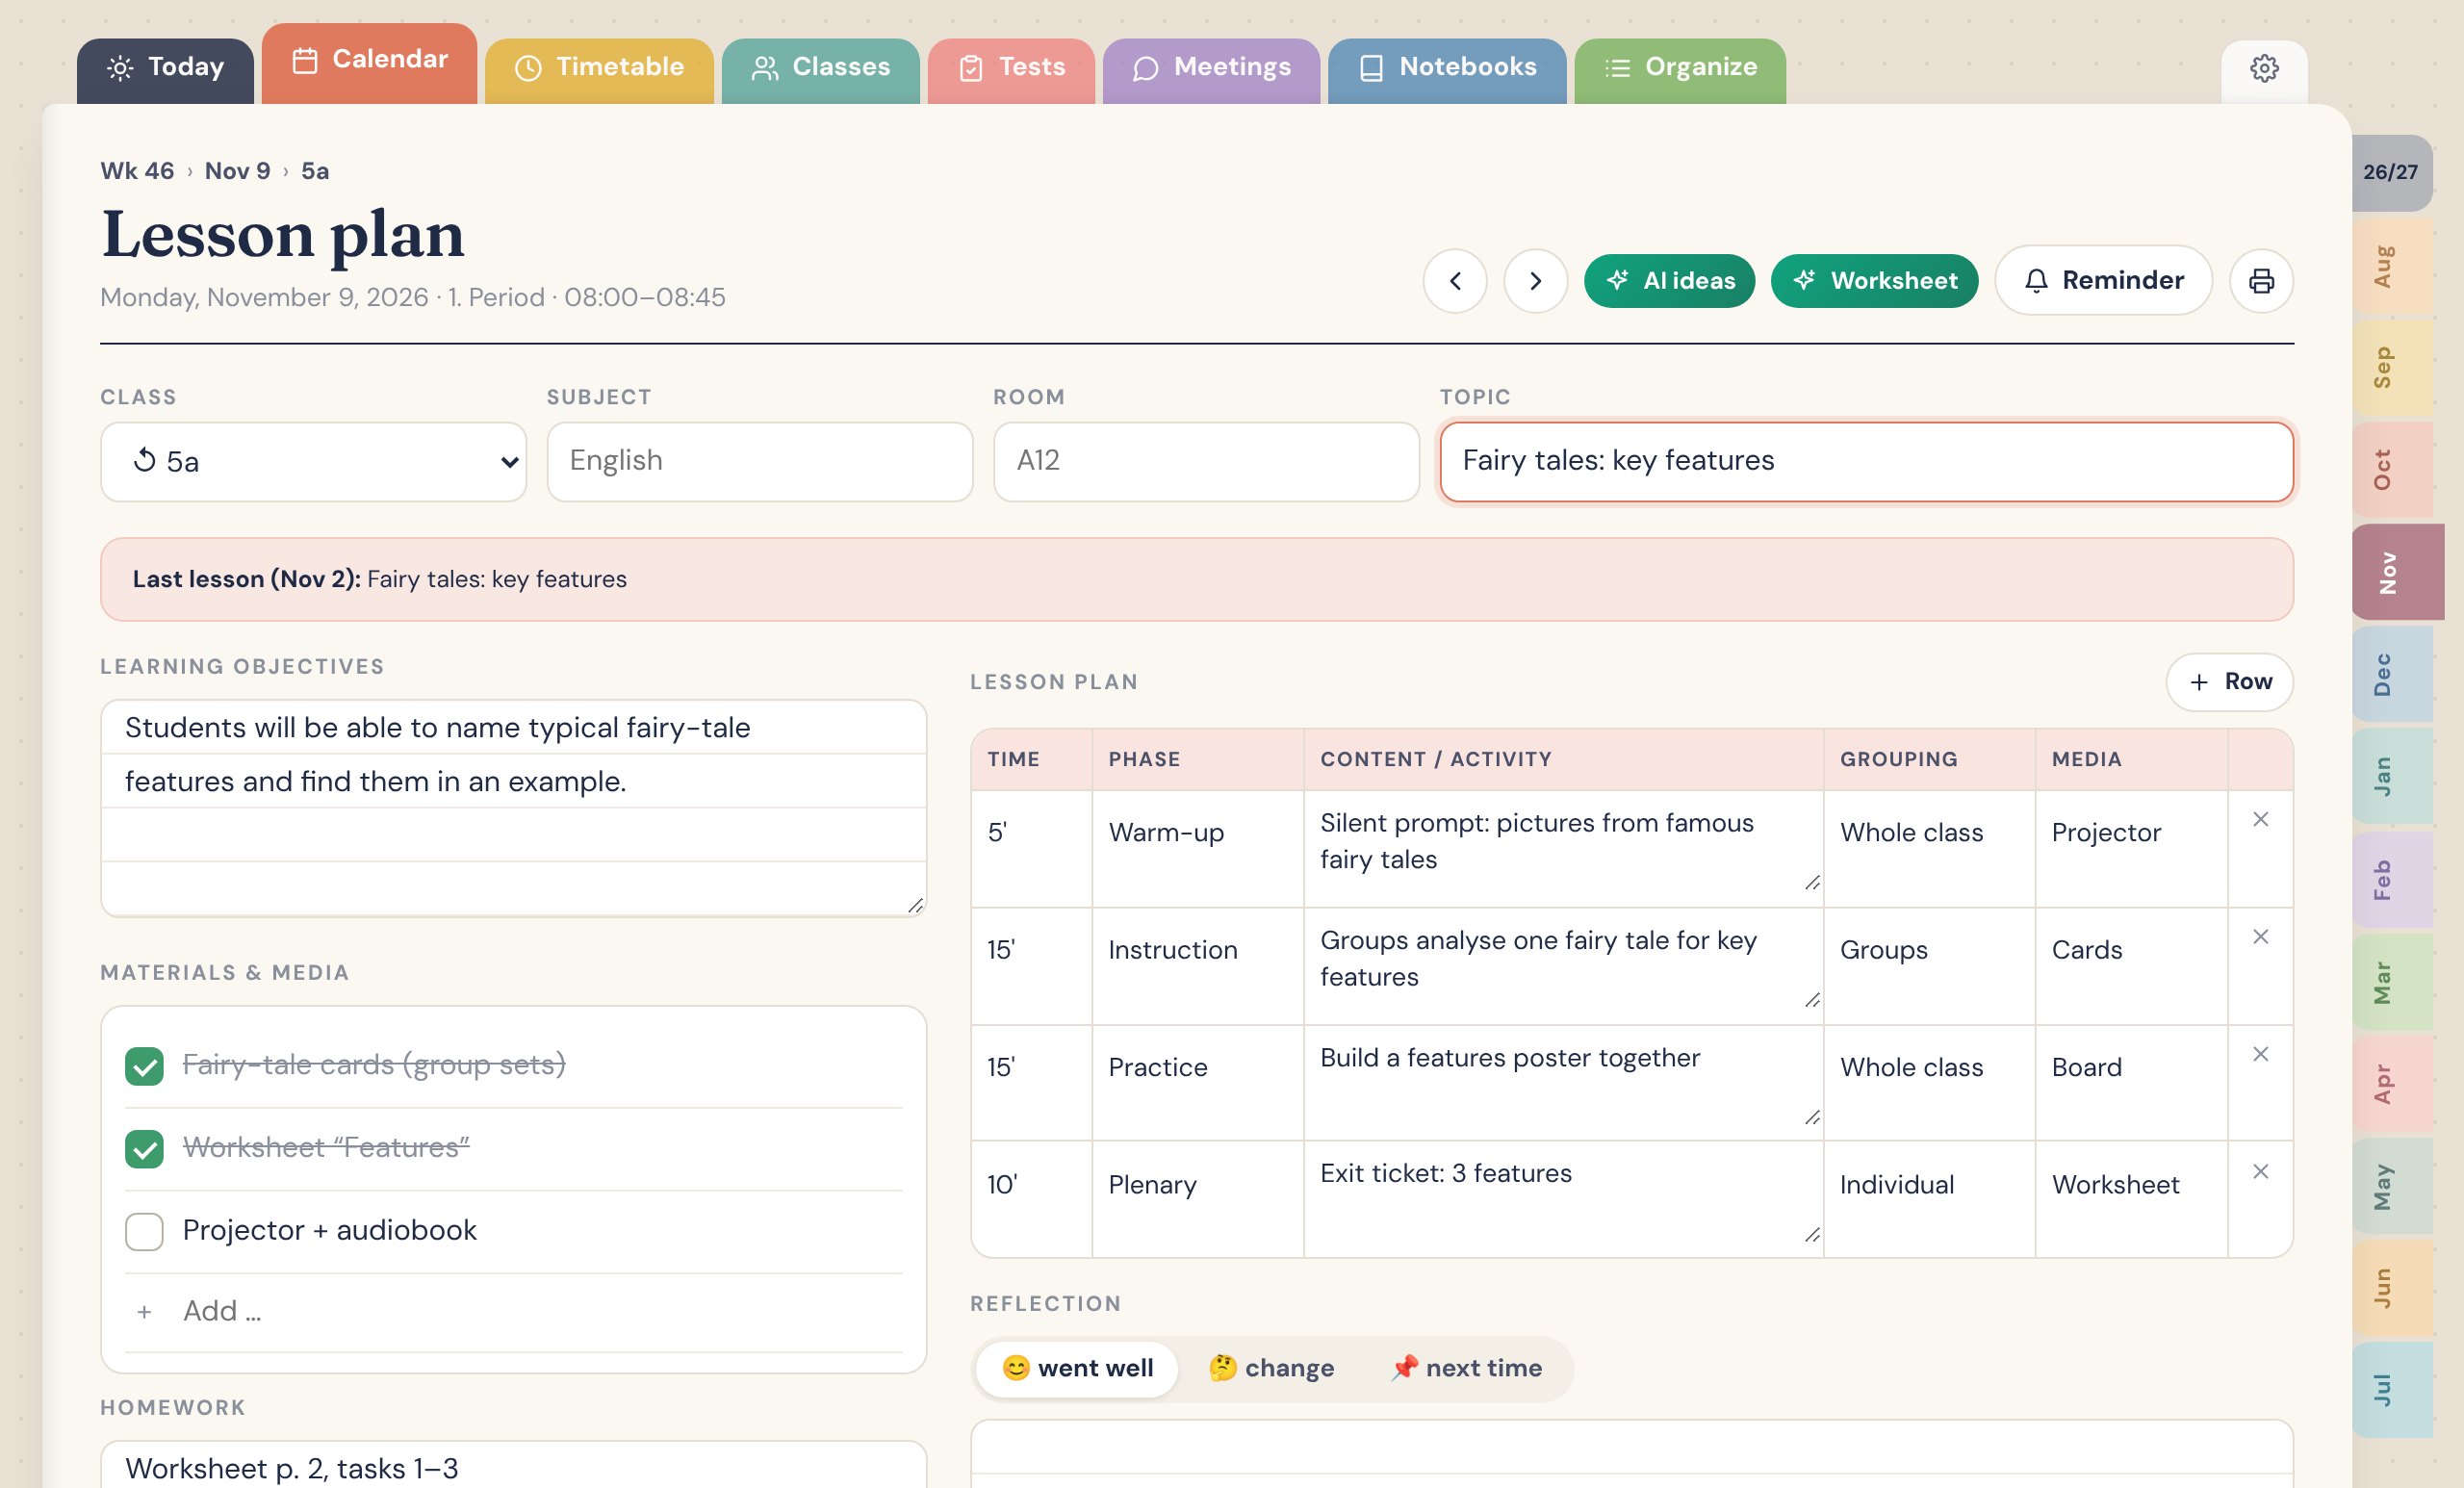 Today
Calendar
Timetable
Classes
Tests
Meetings
Notebooks
Organize
Wk 46 › Nov 9 › 5a
Lesson plan
Monday, November 9, 2026 · 1. Period · 08:00–08:45
AI ideas
Worksheet
Reminder
CLASS
SUBJECT
ROOM
TOPIC
5a
English
A12
Fairy tales: key features
Last lesson (Nov 2): Fairy tales: key features
LEARNING OBJECTIVES
Students will be able to name typical fairy-tale
features and find them in an example.
MATERIALS & MEDIA
Fairy-tale cards (group sets)
Worksheet “Features”
Projector + audiobook
+ Add ...
HOMEWORK
Worksheet p. 2, tasks 1–3
LESSON PLAN
+ Row
TIME PHASE CONTENT / ACTIVITY GROUPING MEDIA
5' Warm-up Silent prompt: pictures from famous Whole class Projector
fairy tales
15' Instruction Groups analyse one fairy tale for key Groups Cards
features
15' Practice Build a features poster together Whole class Board
10' Plenary Exit ticket: 3 features Individual Worksheet
REFLECTION
😊 went well
🤔 change
📌 next time
26/27
Aug
Sep
Oct
Nov
Dec
Jan
Feb
Mar
Apr
May
Jun
Jul